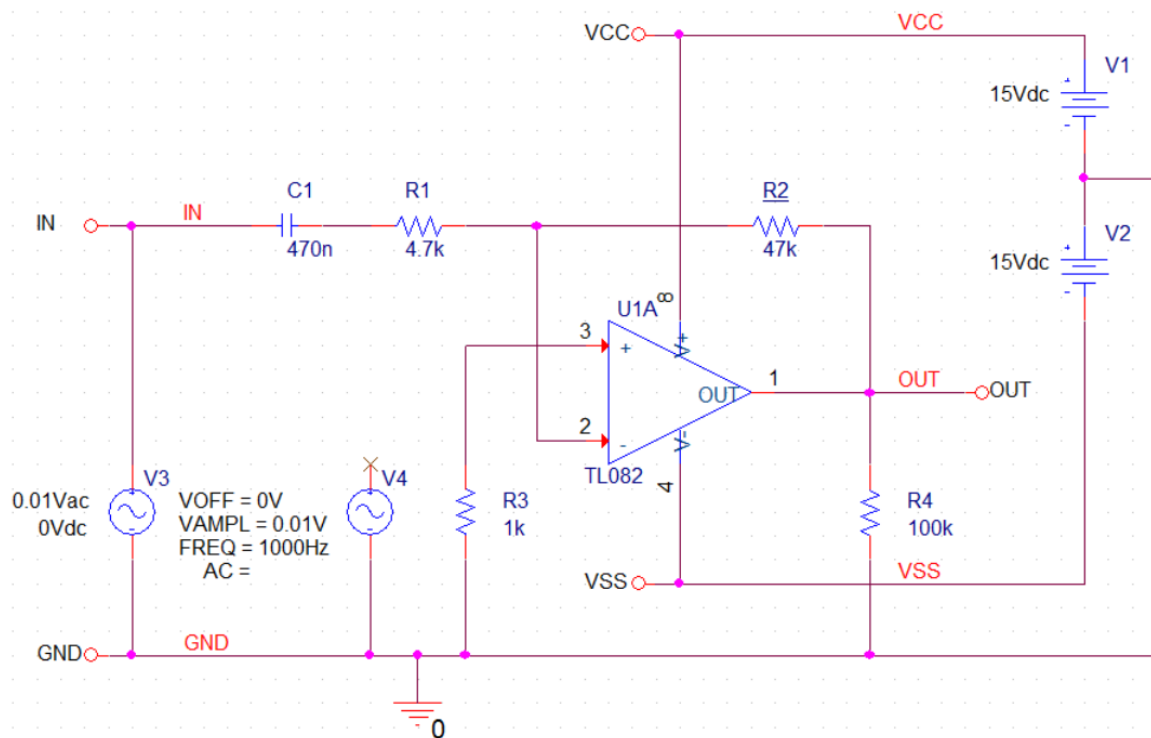 VCC
VCC
V1
15Vdc
C1
R1
R2
IN
IN
470n
4.7k
47k
V2
15Vdc
U1A
8
V+
3
+
OUT
1
OUT
OUT
2
-
V-
TL082
4
V3
0.01Vac
0Vdc
VOFF = 0V
VAMPL = 0.01V
FREQ = 1000Hz
AC =
V4
R3
1k
R4
100k
VSS
VSS
GND
GND
0